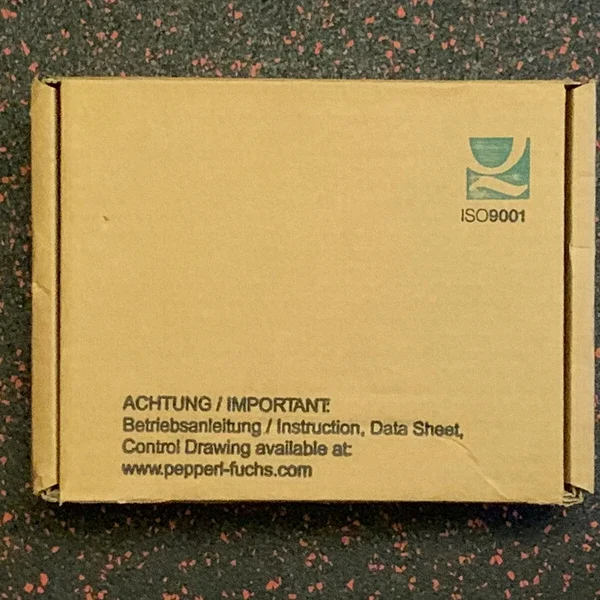 ISO9001
ACHTUNG / IMPORTANT:
Betriebsanleitung / Instruction, Data Sheet,
Control Drawing available at:
www.pepperl-fuchs.com